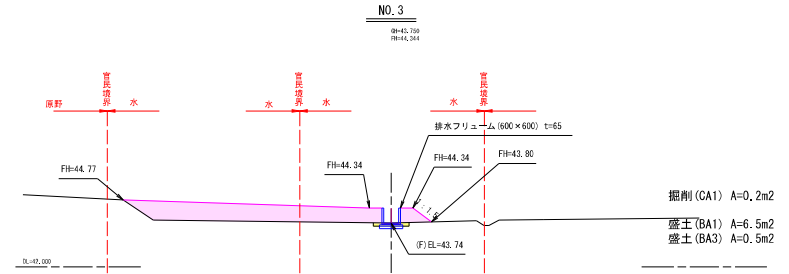 NO.3
GH=43.750
FH=44.344
官民境界
官民境界
原野
水
水
水
水
排水フリューム(600×600) t=65
FH=44.77
FH=44.34
FH=44.34
FH=43.80
1:1.5
掘削(CA1) A=0.2m2
盛土(BA1) A=6.5m2
盛土(BA3) A=0.5m2
(F)EL=43.74
DL=42.000
官民境界